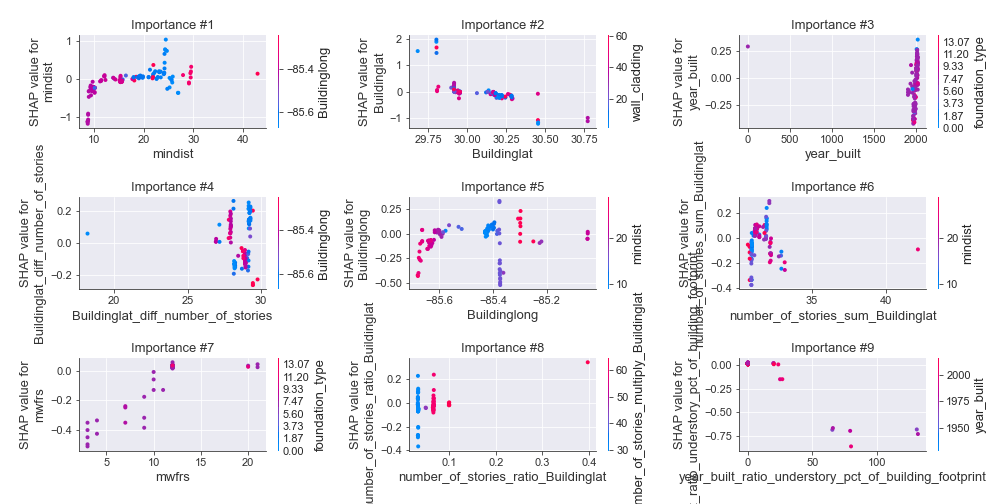 Importance #1
SHAP value for
mindist
1
0
−1
10
20
30
40
mindist
−85.4
−85.6
Buildinglong
Importance #2
SHAP value for
Buildinglat
2
1
0
−1
29.75
30.00
30.25
30.50
30.75
Buildinglat
60
40
20
wall_cladding
Importance #3
SHAP value for
year_built
0.25
0.00
−0.25
0
500
1000
1500
2000
year_built
13.07
11.20
9.33
7.47
5.60
3.73
1.87
0.00
foundation_type
Importance #4
SHAP value for
Buildinglat_diff_number_of_stories
0.2
0.0
−0.2
20
25
30
Buildinglat_diff_number_of_stories
−85.4
−85.6
Buildinglong
Importance #5
SHAP value for
Buildinglong
0.25
0.00
−0.25
−0.50
−85.6
−85.4
−85.2
Buildinglong
20
10
mindist
Importance #6
SHAP value for
number_of_stories_sum_Buildinglat
0.2
0.0
−0.2
35
40
number_of_stories_sum_Buildinglat
20
10
mindist
Importance #7
SHAP value for
mwfrs
0.0
−0.2
−0.4
5
10
15
20
mwfrs
13.07
11.20
9.33
7.47
5.60
3.73
1.87
0.00
foundation_type
Importance #8
SHAP value for
number_of_stories_ratio_Buildinglat
0.2
0.0
−0.2
−0.4
0.1
0.2
0.3
0.4
number_of_stories_ratio_Buildinglat
60
50
40
30
number_of_stories_multiply_Buildinglat
Importance #9
SHAP value for
_ratio_understory_pct_of_building_footprint
0.00
−0.25
−0.50
−0.75
0
50
100
year_built_ratio_understory_pct_of_building_footprint
2000
1975
1950
year_built